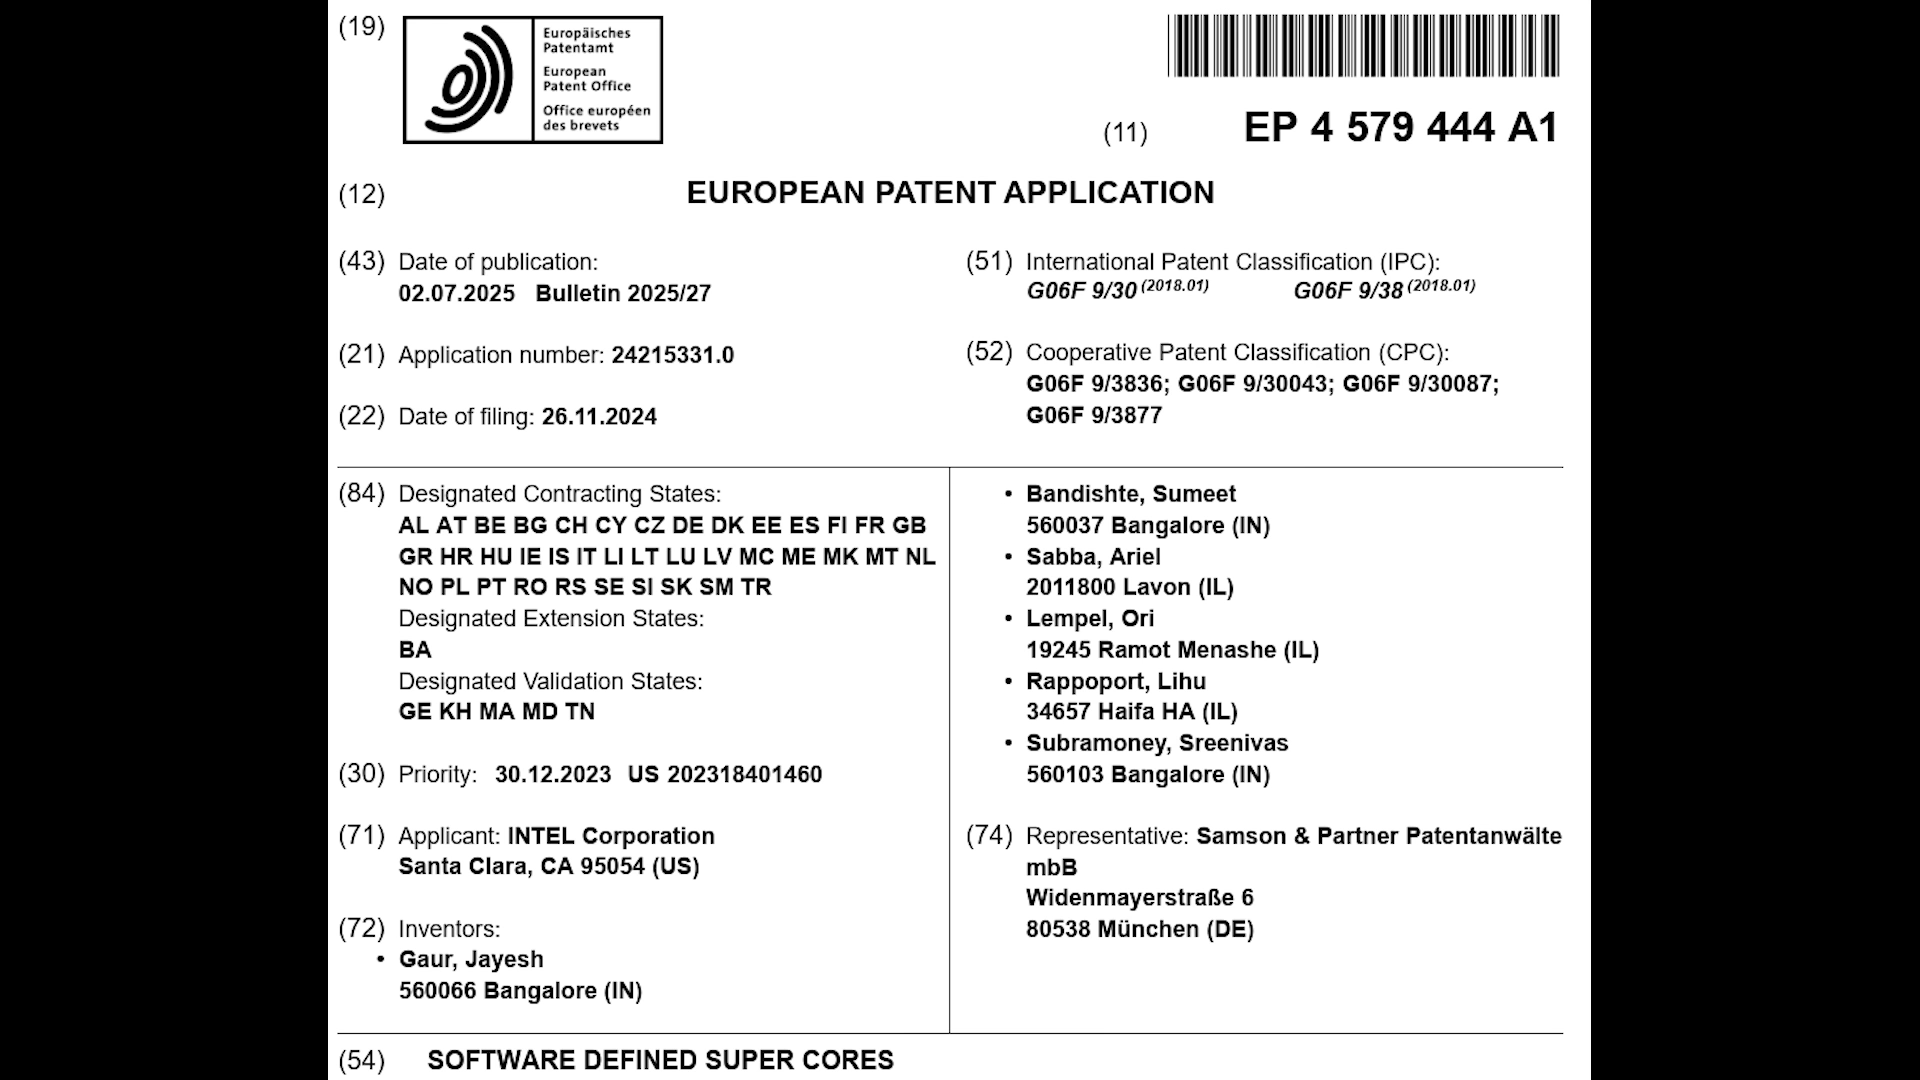 (19)
Europäisches
Patentamt
European
Patent Office
Office européen
des brevets
(11) EP 4 579 444 A1
(12) EUROPEAN PATENT APPLICATION
(43) Date of publication:
02.07.2025 Bulletin 2025/27
(21) Application number: 24215331.0
(22) Date of filing: 26.11.2024
(51) International Patent Classification (IPC):
G06F 9/30 (2018.01) G06F 9/38 (2018.01)
(52) Cooperative Patent Classification (CPC):
G06F 9/3836; G06F 9/30043; G06F 9/30087;
G06F 9/3877
(84) Designated Contracting States:
AL AT BE BG CH CY CZ DE DK EE ES FI FR GB
GR HR HU IE IS IT LI LT LU LV MC ME MK MT NL
NO PL PT RO RS SE SI SK SM TR
Designated Extension States:
BA
Designated Validation States:
GE KH MA MD TN
(30) Priority: 30.12.2023 US 202318401460
(71) Applicant: INTEL Corporation
Santa Clara, CA 95054 (US)
(72) Inventors:
• Gaur, Jayesh
560066 Bangalore (IN)
• Bandishte, Sumeet
560037 Bangalore (IN)
• Sabba, Ariel
2011800 Lavon (IL)
• Lempel, Ori
19245 Ramot Menashe (IL)
• Rappoport, Lihu
34657 Haifa HA (IL)
• Subramoney, Sreenivas
560103 Bangalore (IN)
(74) Representative: Samson & Partner Patentanwälte
mbB
Widenmayerstraße 6
80538 München (DE)
(54) SOFTWARE DEFINED SUPER CORES